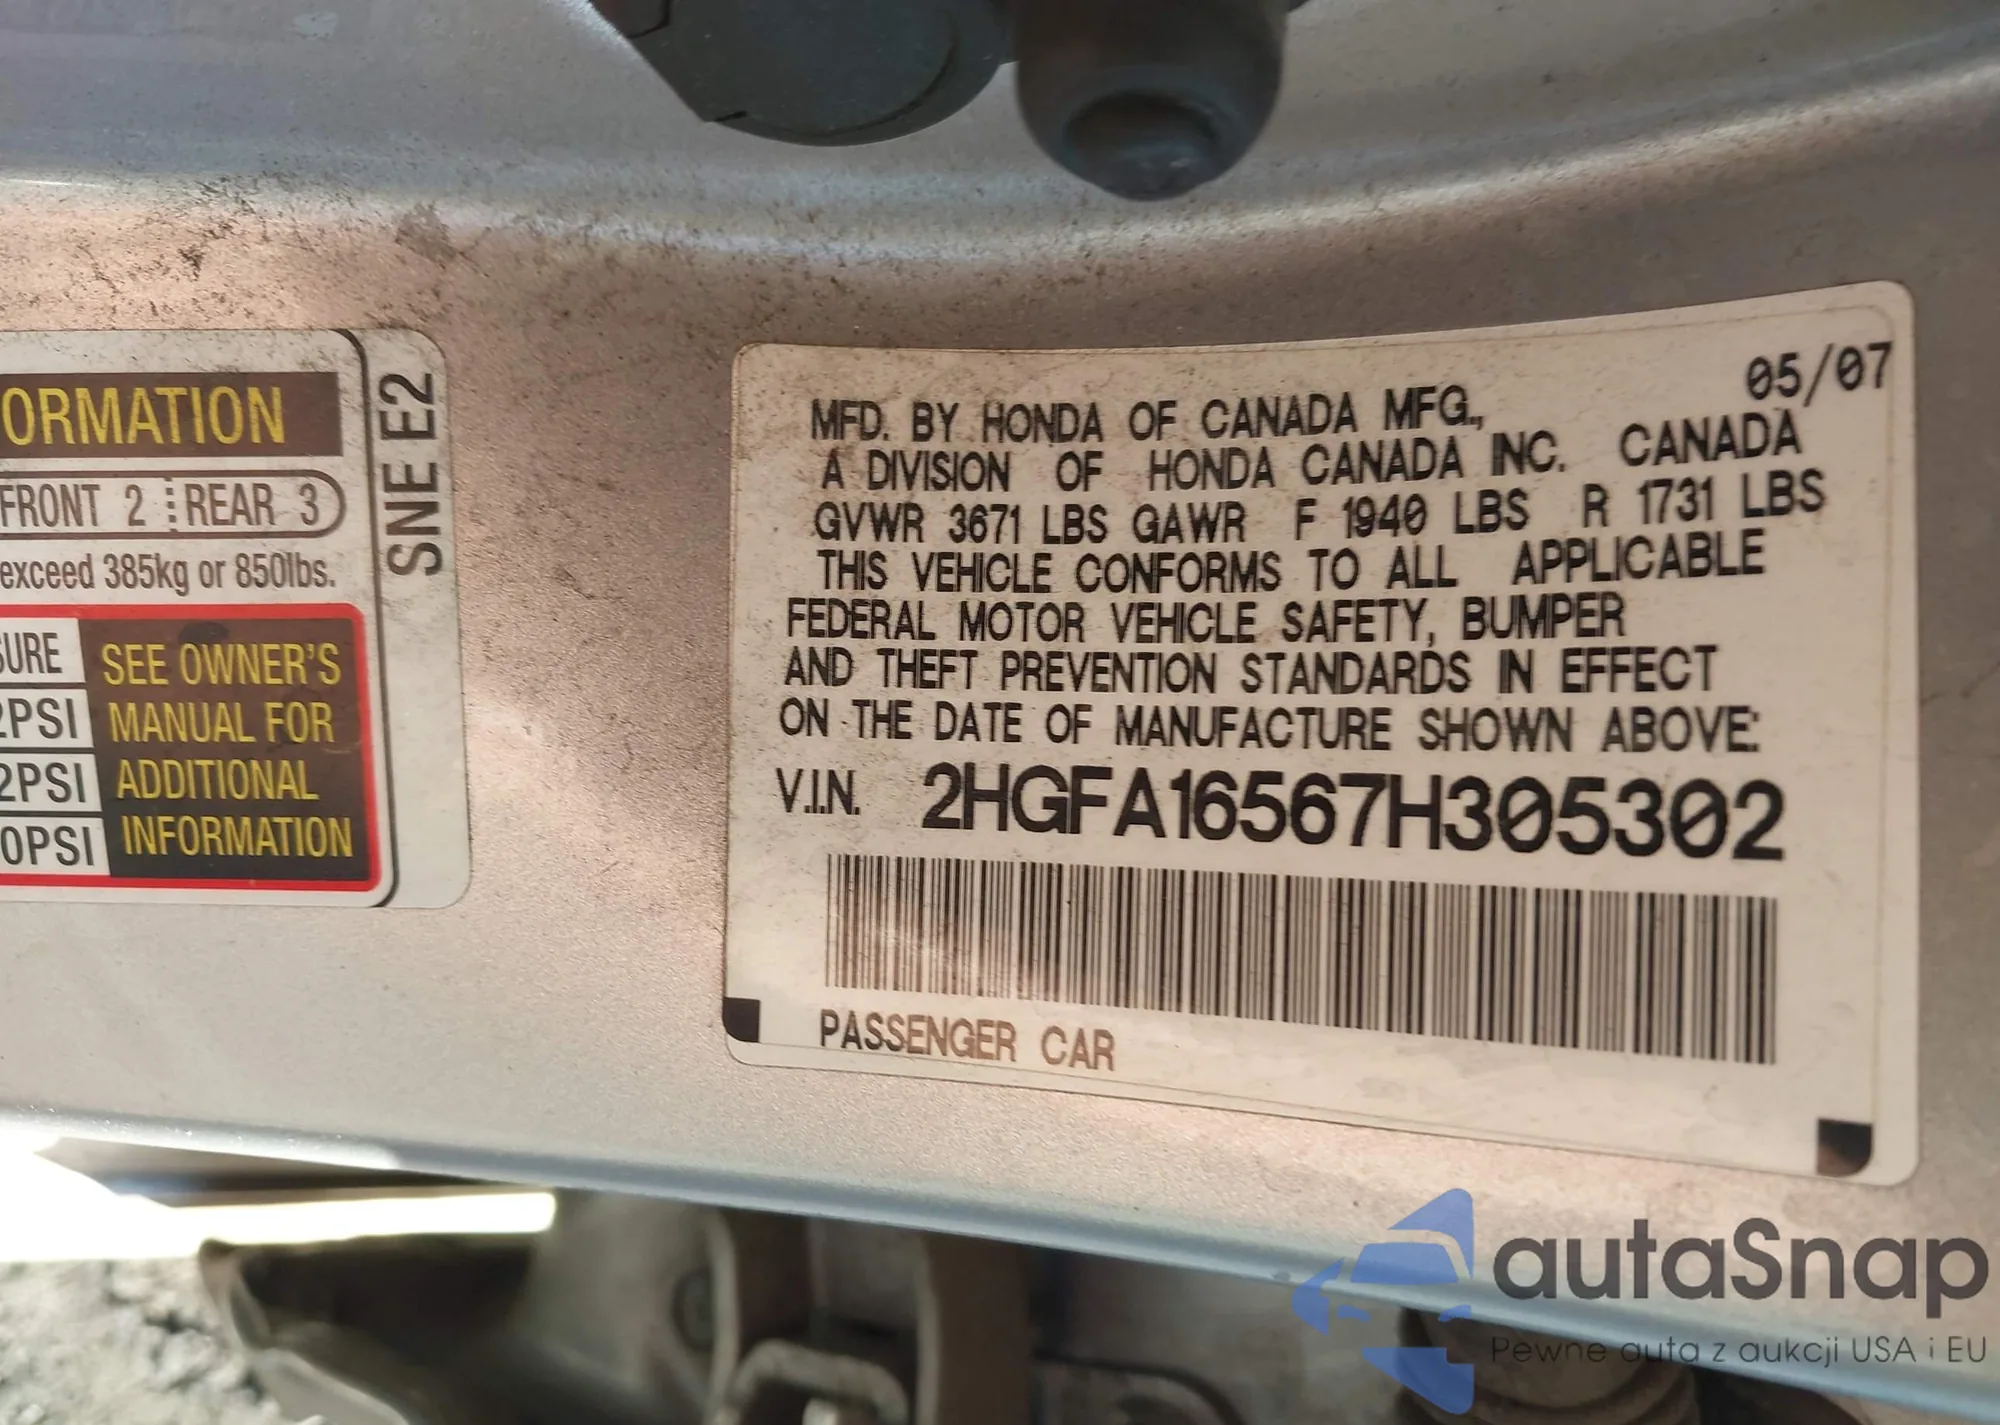 ORMATION
FRONT 2 REAR 3
exceed 385kg or 850lbs.
SURE
2PSI
2PSI
0PSI
SEE OWNER'S
MANUAL FOR
ADDITIONAL
INFORMATION
SNE E2
05/07
MFD. BY HONDA OF CANADA MFG.,
A DIVISION OF HONDA CANADA INC. CANADA
GVWR 3671 LBS GAWR F 1940 LBS R 1731 LBS
THIS VEHICLE CONFORMS TO ALL APPLICABLE
FEDERAL MOTOR VEHICLE SAFETY, BUMPER
AND THEFT PREVENTION STANDARDS IN EFFECT
ON THE DATE OF MANUFACTURE SHOWN ABOVE:
V.I.N. 2HGFA16567H305302
PASSENGER CAR
autaSnap
Pewne auta z aukcji USA i EU